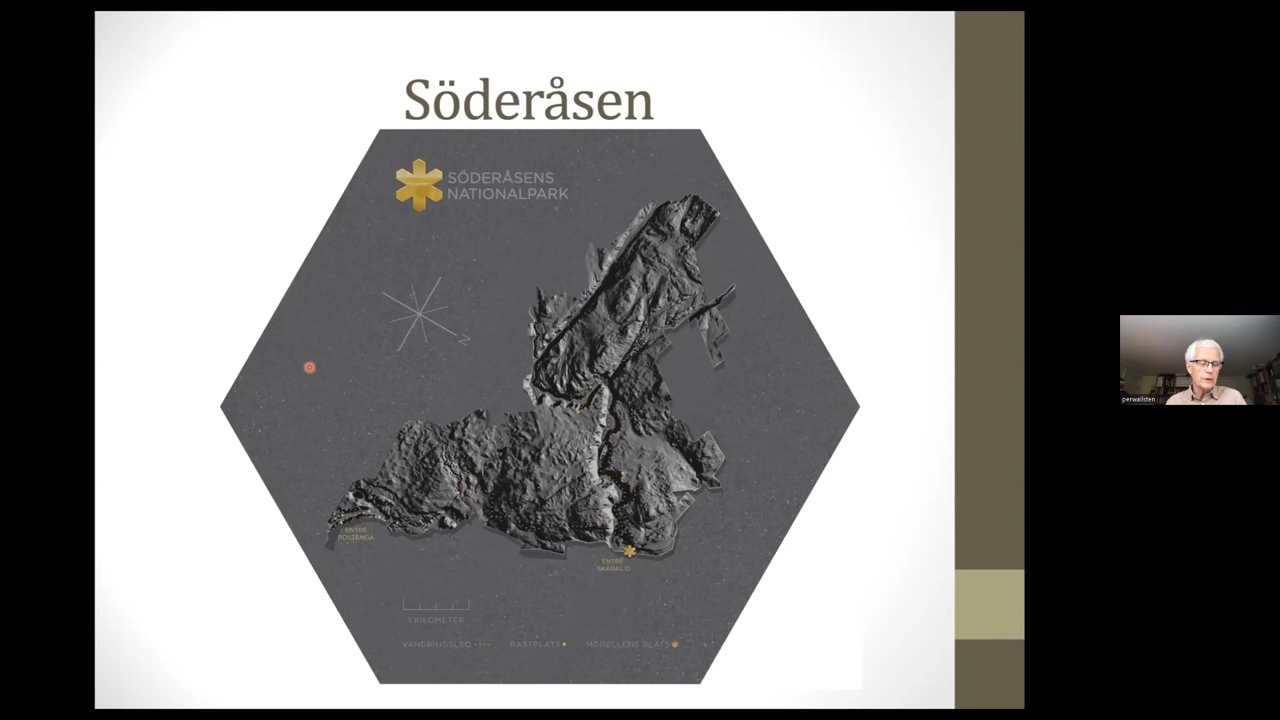 Söderåsen
SÖDERÅSENS
NATIONALPARK
N
ENTRÉ
RÖSTÅNGA
ENTRÉ
SKÄRALID
1 KILOMETER
VANDRINGSLED RASTPLATS MODELLENS PLATS
perwallsten